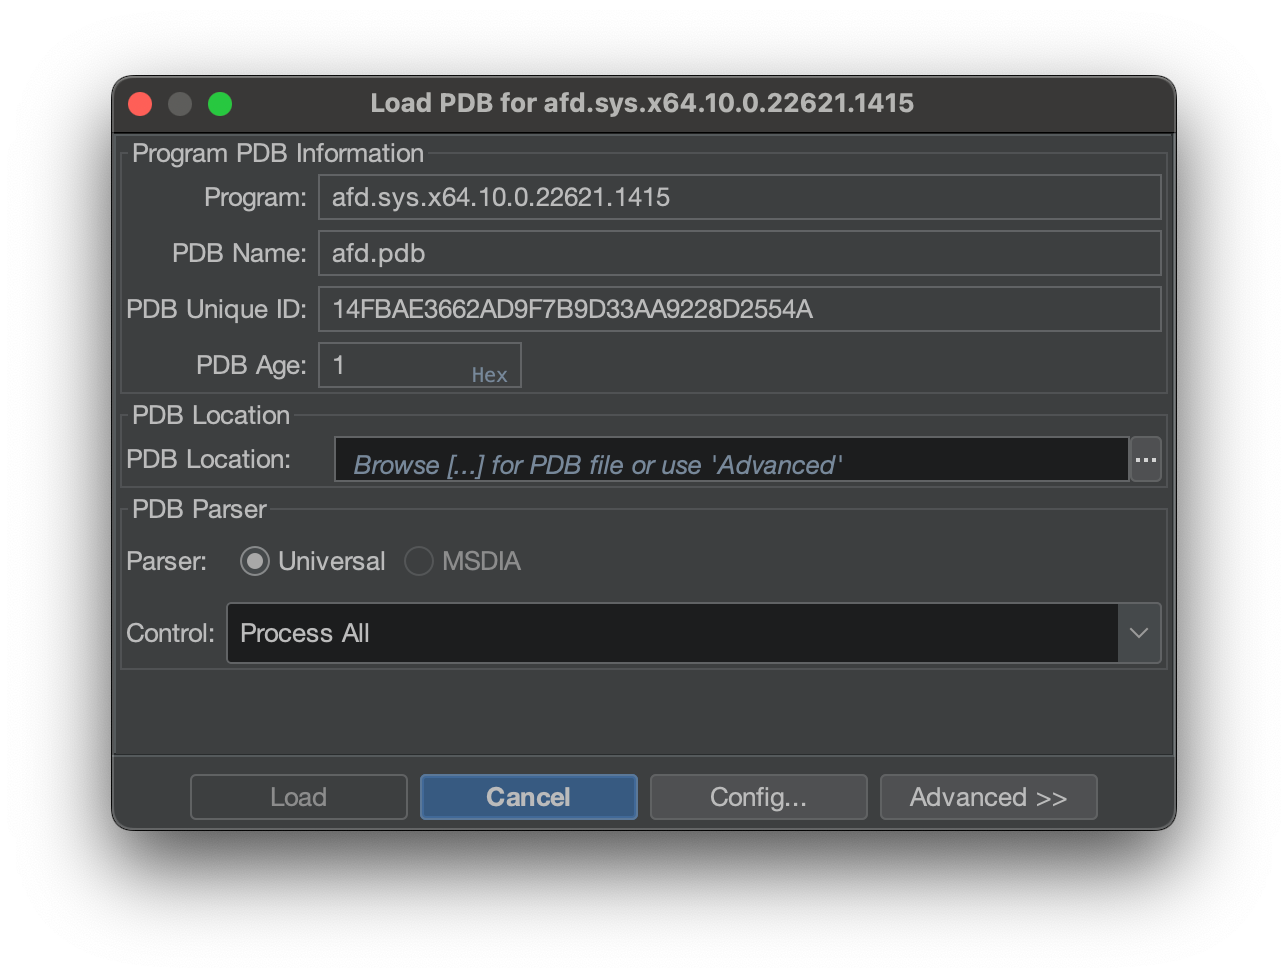 Load PDB for afd.sys.x64.10.0.22621.1415
Program PDB Information
Program: afd.sys.x64.10.0.22621.1415
PDB Name: afd.pdb
PDB Unique ID: 14FBAE3662AD9F7B9D33AA9228D2554A
PDB Age: 1 Hex
PDB Location
PDB Location: Browse [...] for PDB file or use 'Advanced' ...
PDB Parser
Parser: Universal MSDIA
Control: Process All
Load Cancel Config... Advanced >>